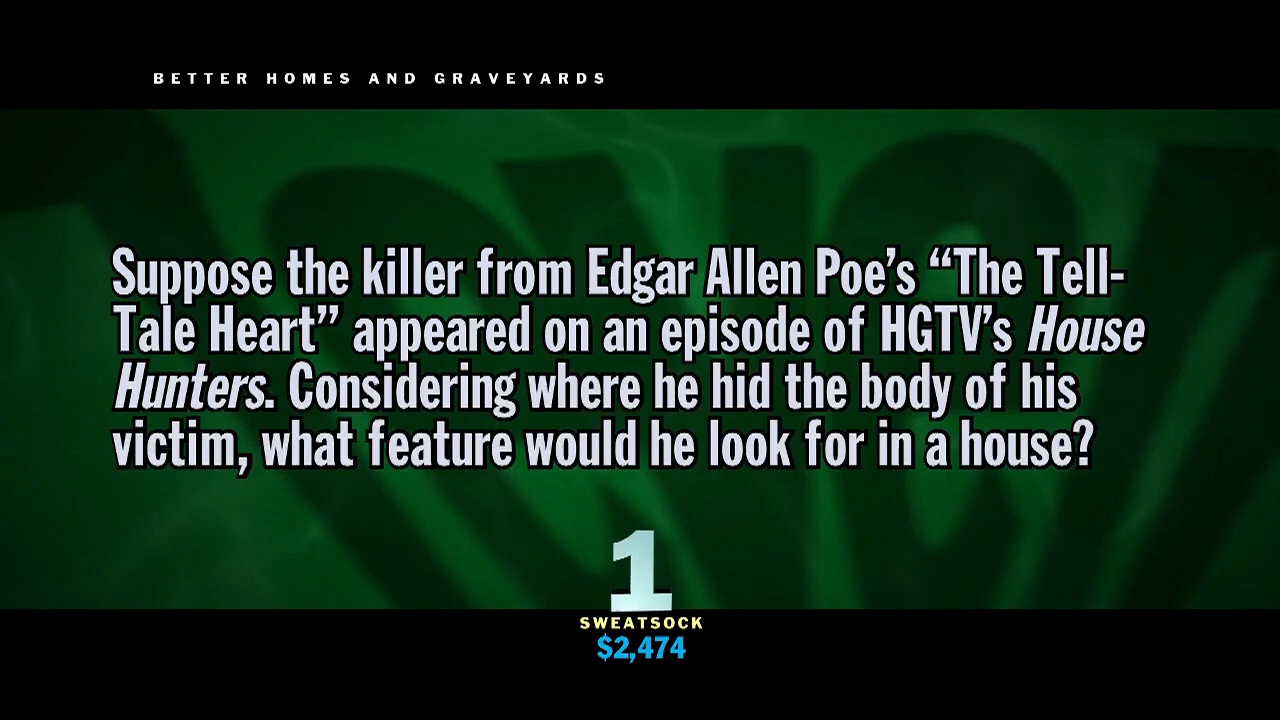 BETTER HOMES AND GRAVEYARDS
Suppose the killer from Edgar Allen Poe's “The Tell-
Tale Heart” appeared on an episode of HGTV's House
Hunters. Considering where he hid the body of his
victim, what feature would he look for in a house?
1
SWEATSOCK
$2,474